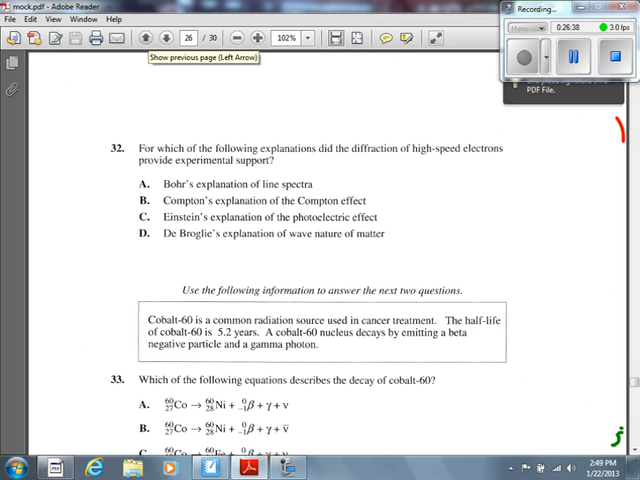 mock.pdf - Adobe Reader
File Edit View Window Help
26 / 30 102%
Show previous page (Left Arrow)
Recording...
Menu 0:26:38 3.0 fps
PDF File.
32. For which of the following explanations did the diffraction of high-speed electrons
provide experimental support?
A. Bohr's explanation of line spectra
B. Compton's explanation of the Compton effect
C. Einstein's explanation of the photoelectric effect
D. De Broglie's explanation of wave nature of matter
Use the following information to answer the next two questions.
Cobalt-60 is a common radiation source used in cancer treatment. The half-life
of cobalt-60 is 5.2 years. A cobalt-60 nucleus decays by emitting a beta
negative particle and a gamma photon.
33. Which of the following equations describes the decay of cobalt-60?
A. ⁶⁰₂₇Co → ⁶⁰₂₈Ni + ⁰₋₁β + γ + ν
B. ⁶⁰₂₇Co → ⁶⁰₂₈Ni + ⁰₋₁β + γ + ν̅
2:49 PM
1/22/2013